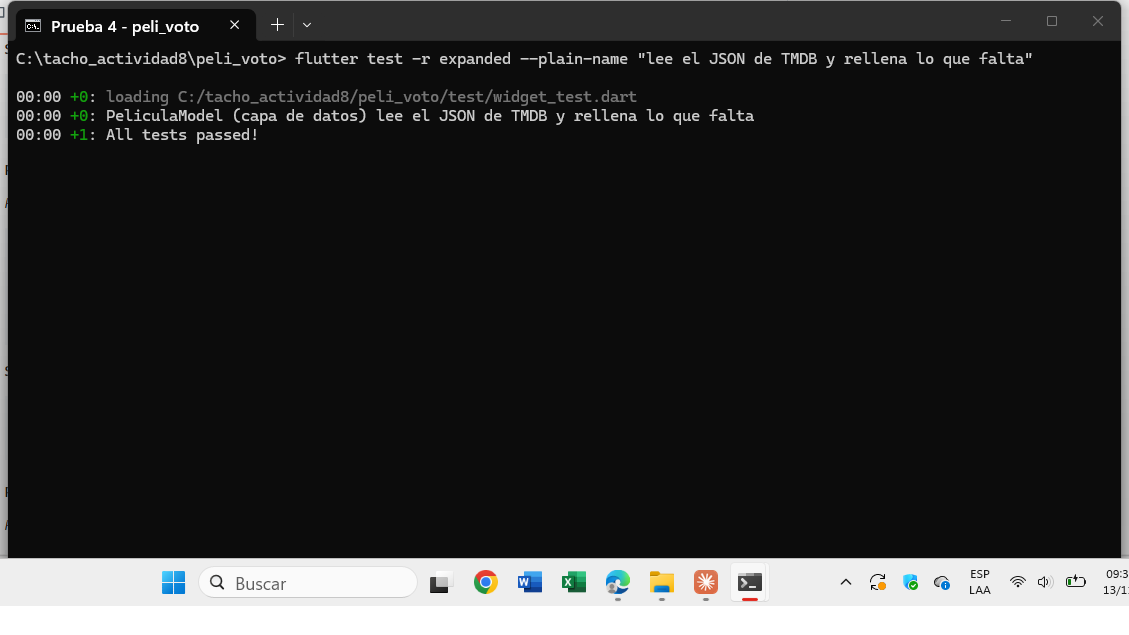 Prueba 4 - peli_voto
C:\tacho_actividad8\peli_voto> flutter test -r expanded --plain-name "lee el JSON de TMDB y rellena lo que falta"
00:00 +0: loading C:/tacho_actividad8/peli_voto/test/widget_test.dart
00:00 +0: PeliculaModel (capa de datos) lee el JSON de TMDB y rellena lo que falta
00:00 +1: All tests passed!
Buscar
ESP
LAA